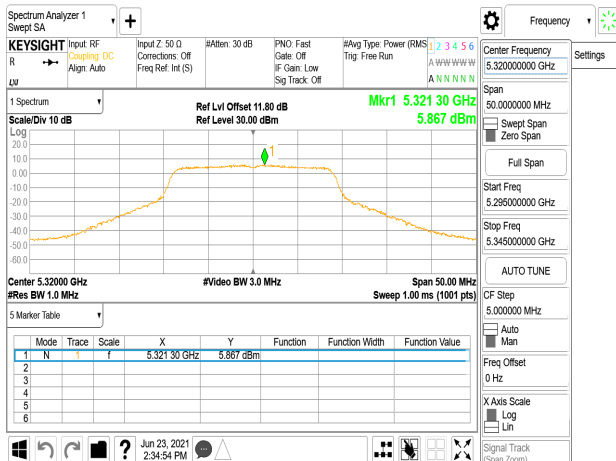 Spectrum Analyzer 1
Swept SA
+
Frequency
KEYSIGHT
R
LXI
Input: RF
Coupling: DC
Align: Auto
Input Z: 50 Ω
Corrections: Off
Freq Ref: Int (S)
#Atten: 30 dB
PNO: Fast
Gate: Off
IF Gain: Low
Sig Track: Off
#Avg Type: Power (RMS
Trig: Free Run
1 2 3 4 5 6
A W W W W W
A N N N N N
1 Spectrum
Scale/Div 10 dB
Ref Lvl Offset 11.80 dB
Ref Level 30.00 dBm
Mkr1 5.321 30 GHz
5.867 dBm
Log
20.0
10.0
0.00
-10.0
-20.0
-30.0
-40.0
-50.0
-60.0
1
Center 5.32000 GHz
#Res BW 1.0 MHz
#Video BW 3.0 MHz
Span 50.00 MHz
Sweep 1.00 ms (1001 pts)
5 Marker Table
Mode Trace Scale X Y Function Function Width Function Value
1 N 1 f 5.321 30 GHz 5.867 dBm
2
3
4
5
6
?
Jun 23, 2021
2:34:54 PM
Center Frequency
5.320000000 GHz
Settings
Span
50.0000000 MHz
Swept Span
Zero Span
Full Span
Start Freq
5.295000000 GHz
Stop Freq
5.345000000 GHz
AUTO TUNE
CF Step
5.000000 MHz
Auto
Man
Freq Offset
0 Hz
X Axis Scale
Log
Lin
Signal Track
(Span Zoom)